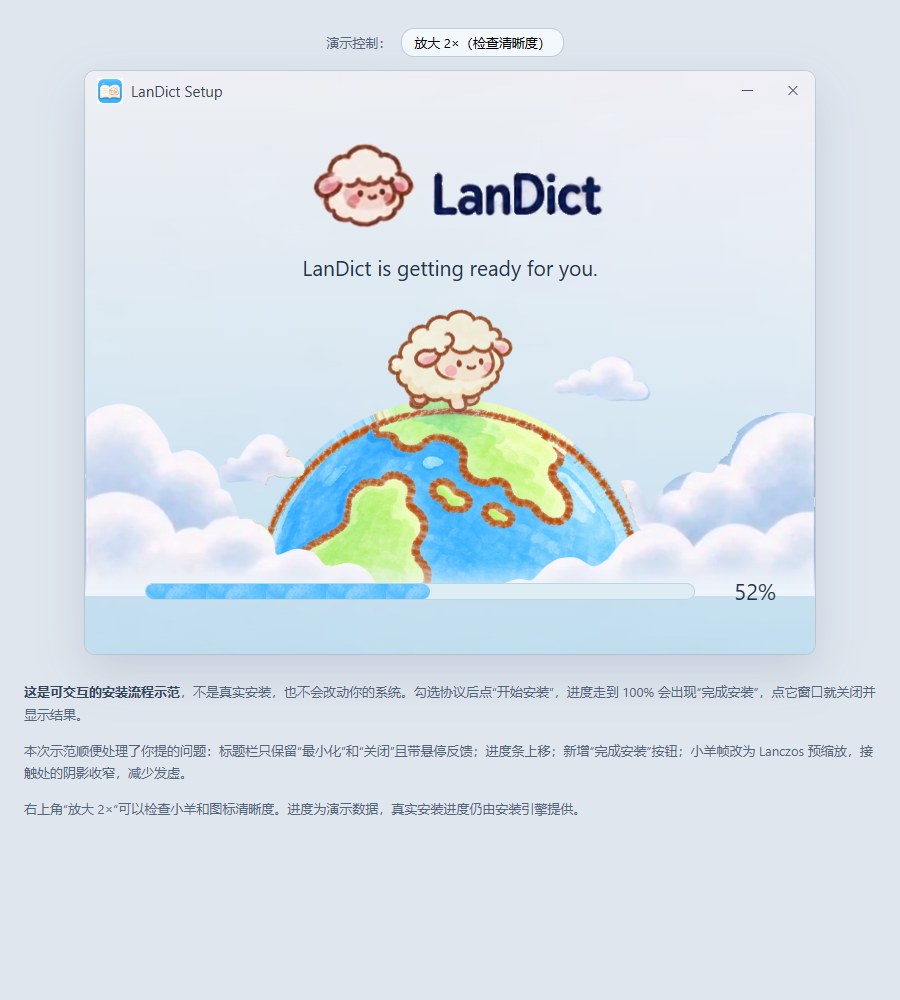 演示控制：
放大 2×（检查清晰度）
LanDict Setup
LanDict
LanDict is getting ready for you.
52%
这是可交互的安装流程示范，不是真实安装，也不会改动你的系统。勾选协议后点“开始安装”，进度走到 100% 会出现“完成安装”，点它窗口就关闭并
显示结果。
本次示范顺便处理了你提的问题：标题栏只保留“最小化”和“关闭”且带悬停反馈；进度条上移；新增“完成安装”按钮；小羊帧改为 Lanczos 预缩放，接
触处的阴影收窄，减少发虚。
右上角“放大 2×”可以检查小羊和图标清晰度。进度为演示数据，真实安装进度仍由安装引擎提供。